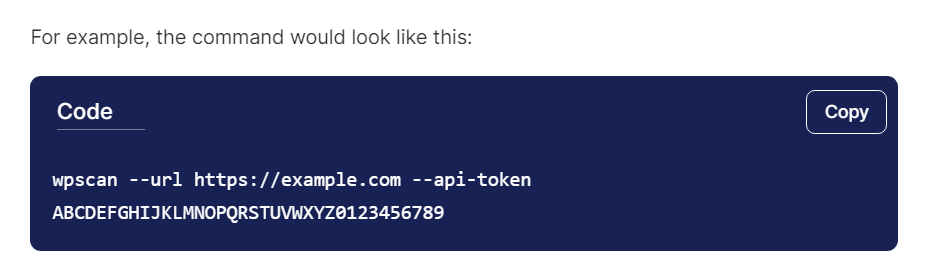 For example, the command would look like this:
Code
Copy
wpscan --url https://example.com --api-token
ABCDEFGHIJKLMNOPQRSTUVWXYZ0123456789